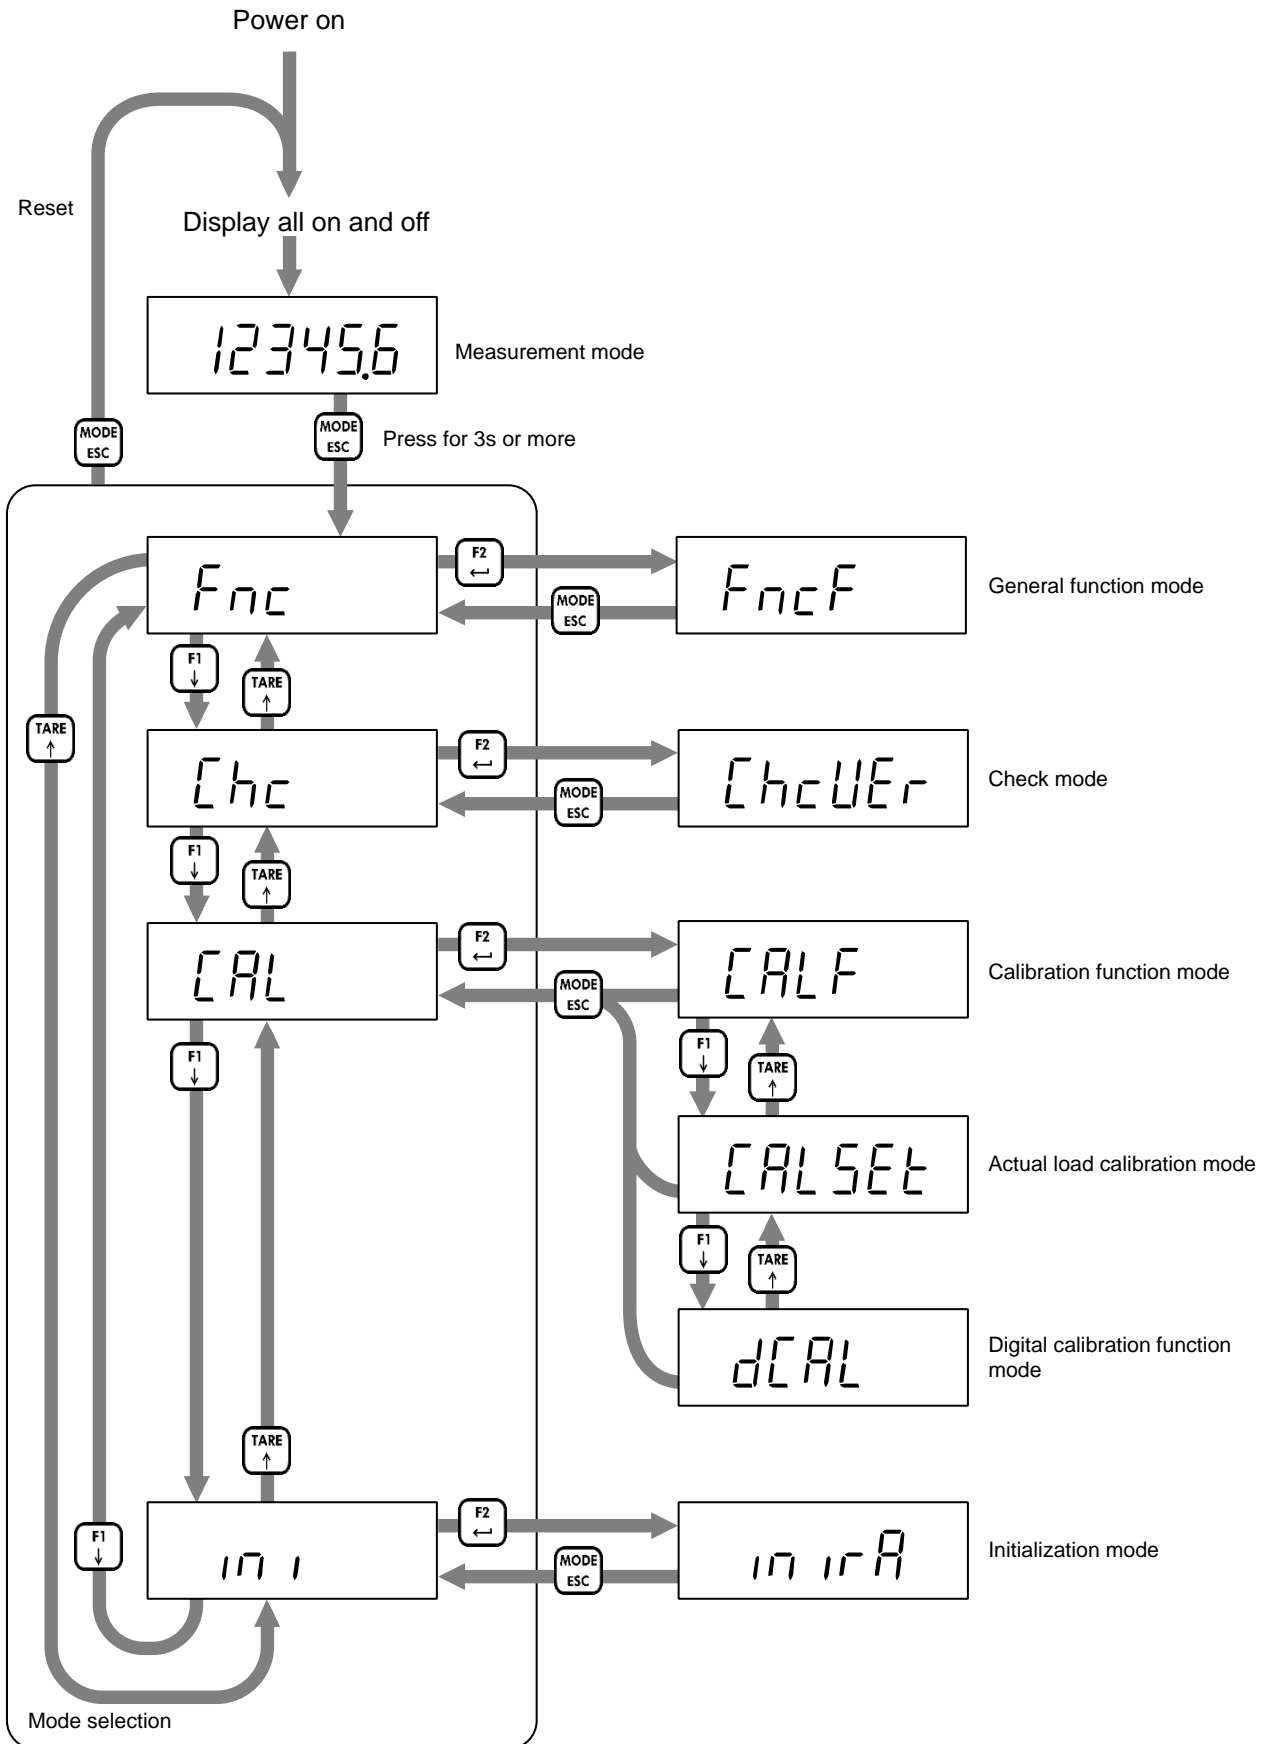 Power on
Reset
Display all on and off
12345.6
Measurement mode
MODE
ESC
MODE
ESC
Press for 3s or more
Fnc
F2
←
MODE
ESC
FncF
General function mode
F1
↓
TARE
↑
TARE
↑
Chc
F2
←
MODE
ESC
ChcVEr
Check mode
F1
↓
TARE
↑
CAL
F2
←
MODE
ESC
CALF
Calibration function mode
F1
↓
F1
↓
TARE
↑
CALSEt
Actual load calibration mode
F1
↓
TARE
↑
dCAL
Digital calibration function
mode
TARE
↑
F1
↓
ini
F2
←
MODE
ESC
inirA
Initialization mode
Mode selection